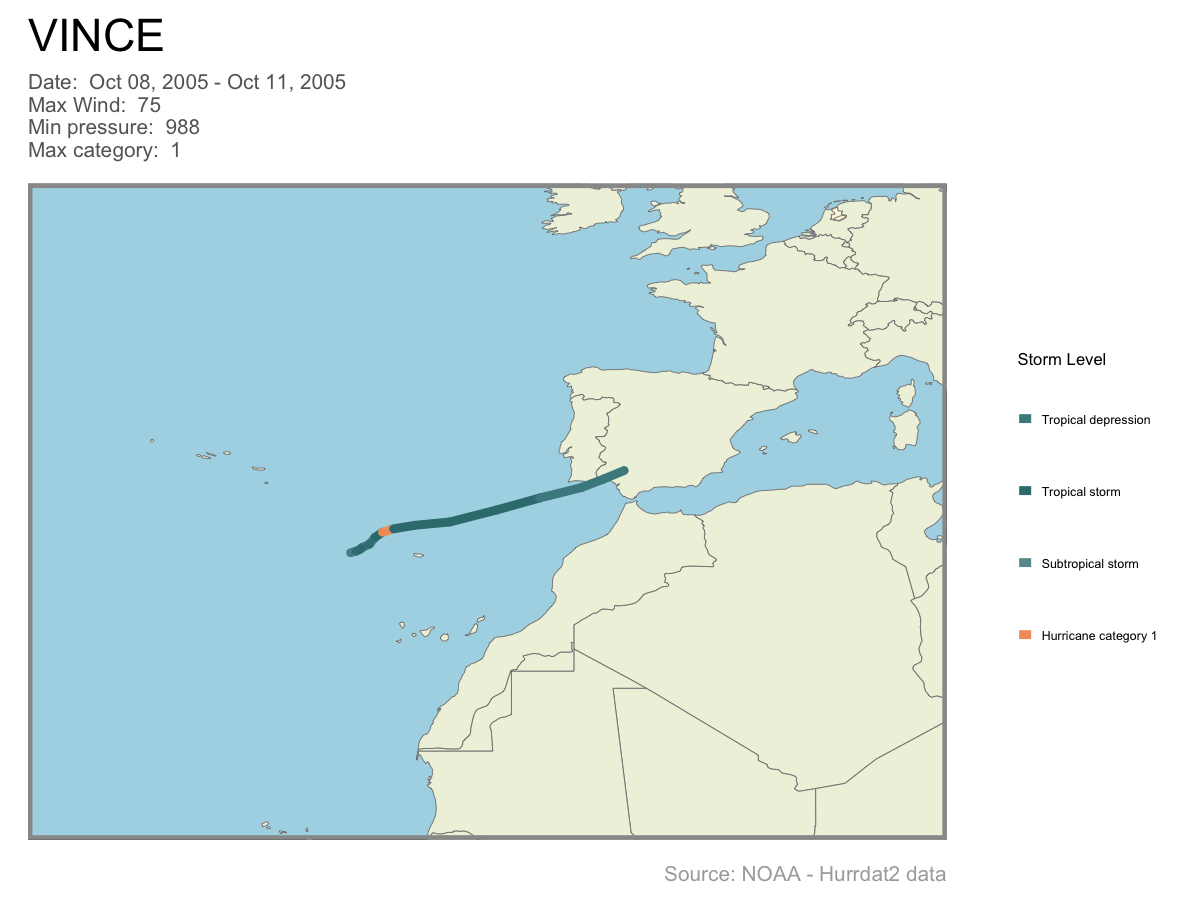 VINCE
Date:  Oct 08, 2005 - Oct 11, 2005
Max Wind:  75
Min pressure:  988
Max category:  1
Storm Level
Tropical depression
Tropical storm
Subtropical storm
Hurricane category 1
Source: NOAA - Hurrdat2 data